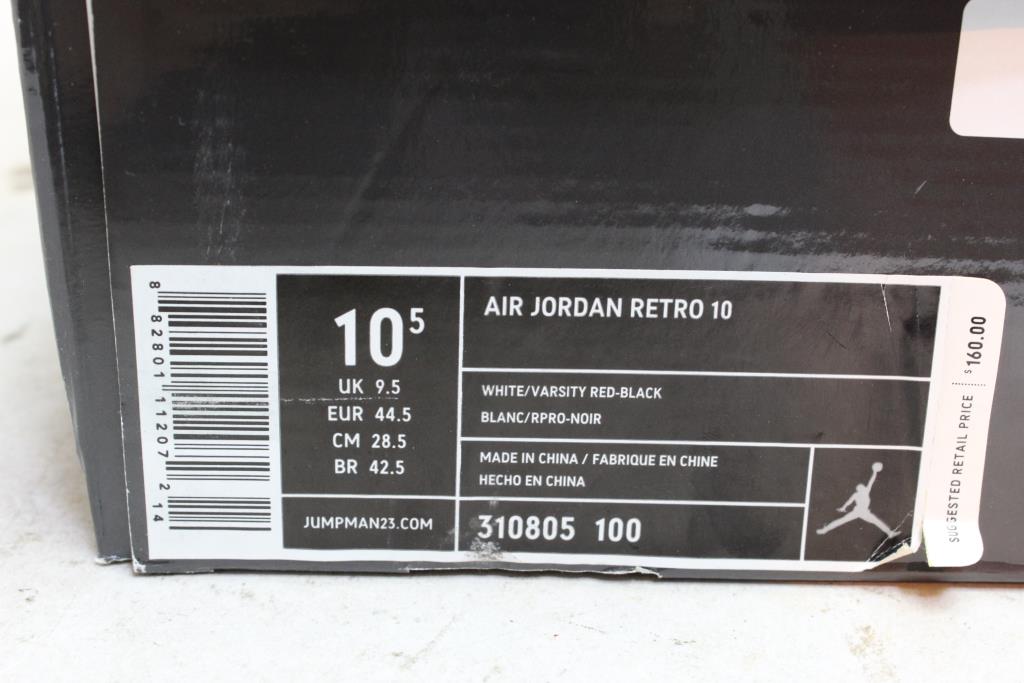 8 82801 11207 2 14
10⁵
UK 9.5
EUR 44.5
CM 28.5
BR 42.5
JUMPMAN23.COM
AIR JORDAN RETRO 10
WHITE/VARSITY RED-BLACK
BLANC/RPRO-NOIR
MADE IN CHINA / FABRIQUE EN CHINE
HECHO EN CHINA
310805 100
SUGGESTED RETAIL PRICE $160.00